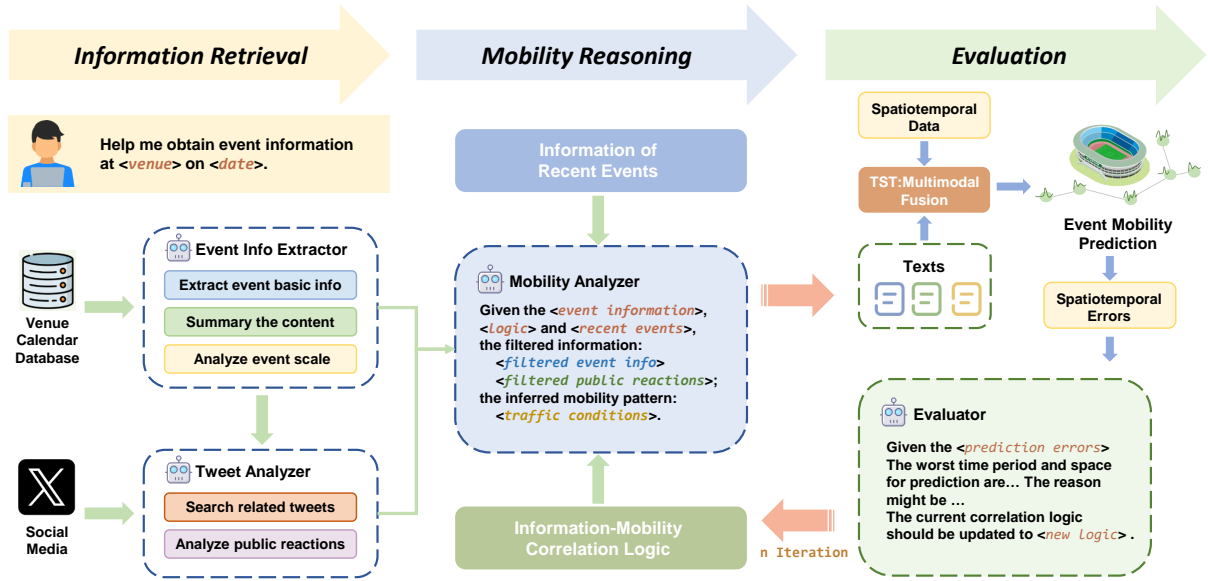 Information Retrieval
Mobility Reasoning
Evaluation
Help me obtain event information
at <venue> on <date>.
Venue
Calendar
Database
Event Info Extractor
Extract event basic info
Summary the content
Analyze event scale
Social
Media
Tweet Analyzer
Search related tweets
Analyze public reactions
Information of
Recent Events
Mobility Analyzer
Given the <event information>,
<logic> and <recent events>,
the filtered information:
<filtered event info>
<filtered public reactions>;
the inferred mobility pattern:
<traffic conditions>.
Information-Mobility
Correlation Logic
Spatiotemporal
Data
TST:Multimodal
Fusion
Texts
Event Mobility
Prediction
Spatiotemporal
Errors
Evaluator
Given the <prediction errors>
The worst time period and space
for prediction are... The reason
might be ...
The current correlation logic
should be updated to <new logic> .
n Iteration